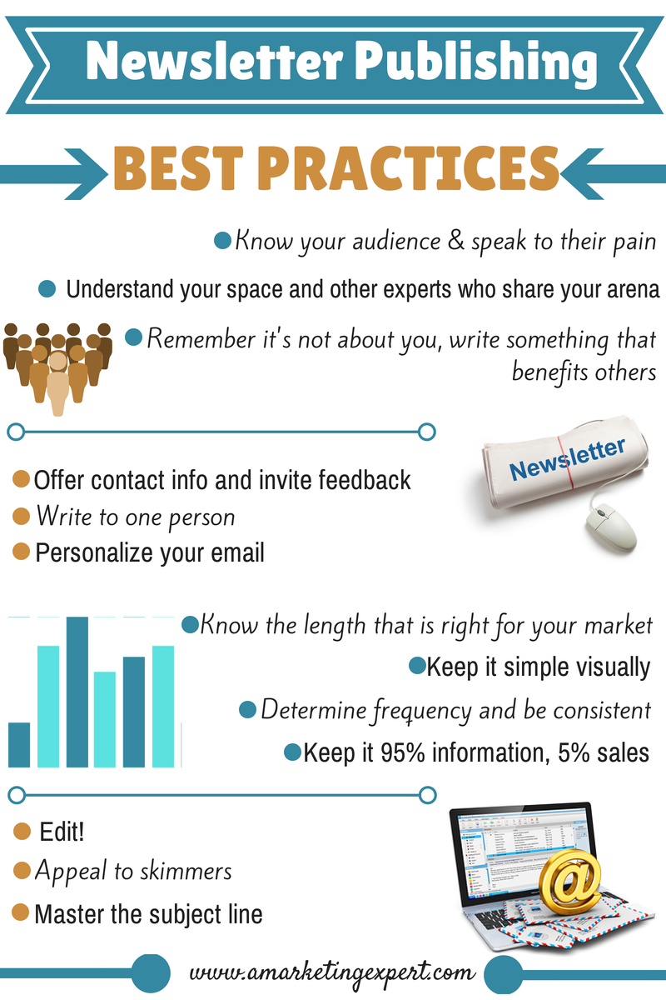 Newsletter Publishing
BEST PRACTICES
Know your audience & speak to their pain
Understand your space and other experts who share your arena
Remember it's not about you, write something that
benefits others
Newsletter
Offer contact info and invite feedback
Write to one person
Personalize your email
Know the length that is right for your market
Keep it simple visually
Determine frequency and be consistent
Keep it 95% information, 5% sales
Edit!
Appeal to skimmers
Master the subject line
@
www.amarketingexpert.com